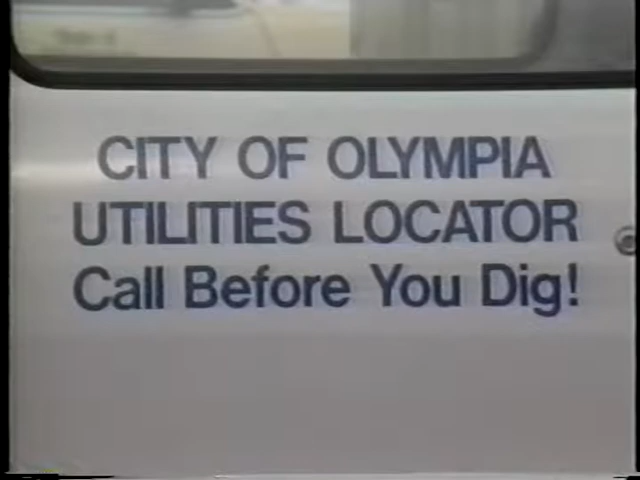 CITY OF OLYMPIA
UTILITIES LOCATOR
Call Before You Dig!